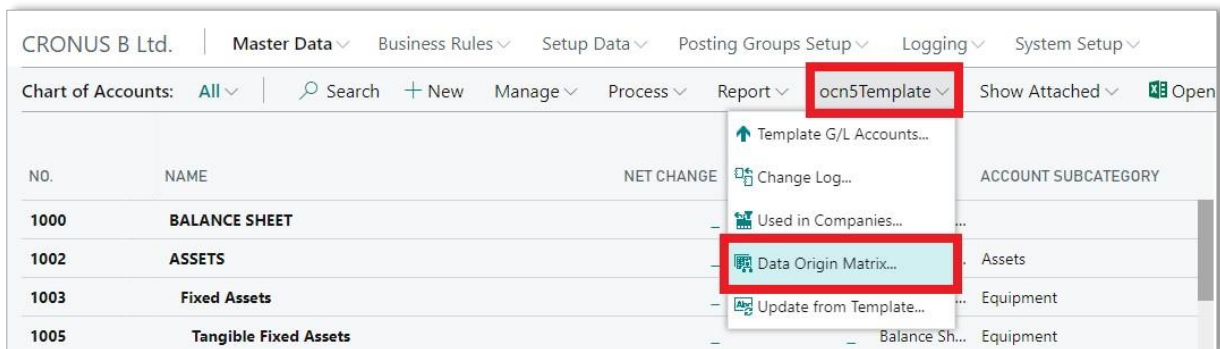 CRONUS B Ltd. Master Data Business Rules Setup Data Posting Groups Setup Logging System Setup
Chart of Accounts: All Search + New Manage Process Report ocn5Template Show Attached Open
Template G/L Accounts...
NO. NAME NET CHANGE Change Log... ACCOUNT SUBCATEGORY
1000 BALANCE SHEET _ Used in Companies... ...
1002 ASSETS _ Data Origin Matrix... . Assets
1003 Fixed Assets _ Update from Template... ... Equipment
1005 Tangible Fixed Assets _ _ Balance Sh... Equipment